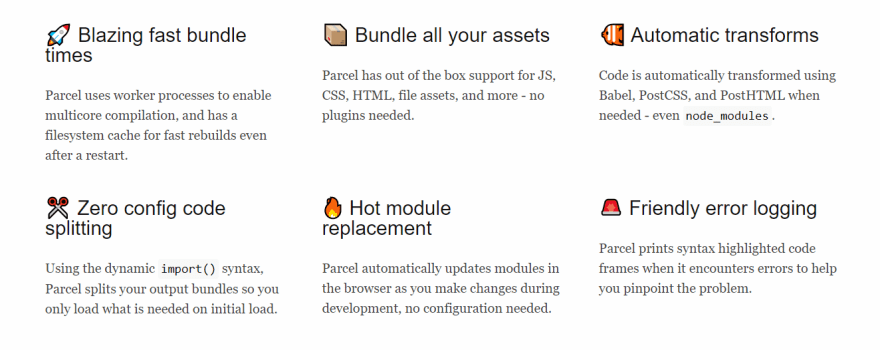 🚀 Blazing fast bundle
times
Parcel uses worker processes to enable
multicore compilation, and has a
filesystem cache for fast rebuilds even
after a restart.
📦 Bundle all your assets
Parcel has out of the box support for JS,
CSS, HTML, file assets, and more - no
plugins needed.
🐠 Automatic transforms
Code is automatically transformed using
Babel, PostCSS, and PostHTML when
needed - even node_modules.
✂️ Zero config code
splitting
Using the dynamic import() syntax,
Parcel splits your output bundles so you
only load what is needed on initial load.
🔥 Hot module
replacement
Parcel automatically updates modules in
the browser as you make changes during
development, no configuration needed.
🚨 Friendly error logging
Parcel prints syntax highlighted code
frames when it encounters errors to help
you pinpoint the problem.